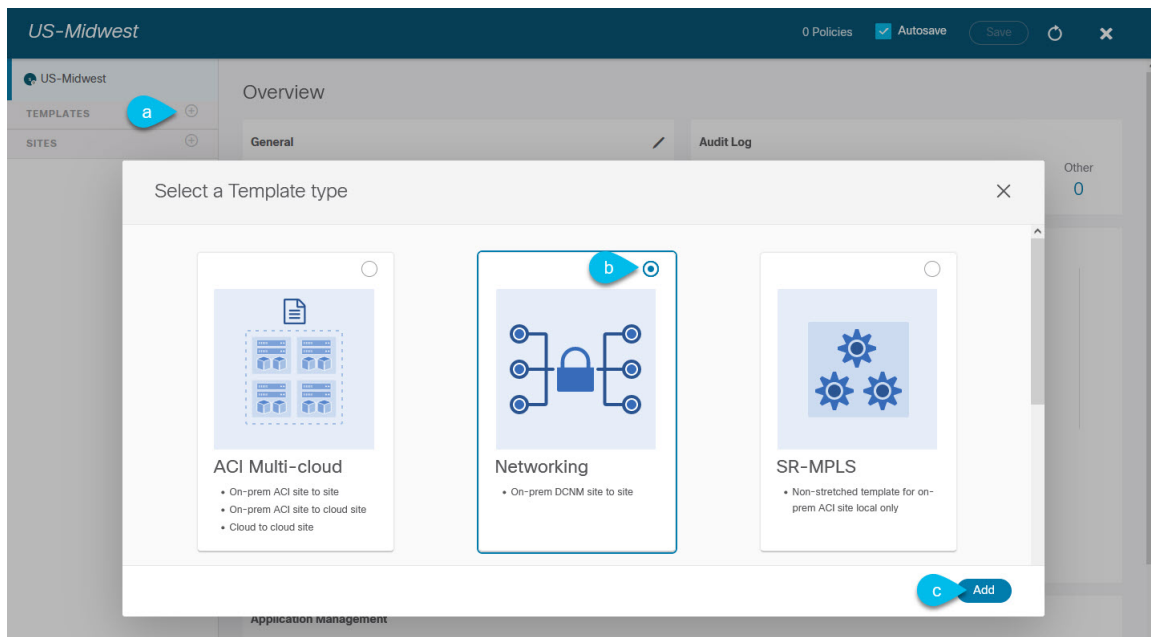 US-Midwest
0 Policies
Autosave
Save
US-Midwest
TEMPLATES
a
SITES
Overview
General
Audit Log
Other
0
Select a Template type
b
ACI Multi-cloud
• On-prem ACI site to site
• On-prem ACI site to cloud site
• Cloud to cloud site
Networking
• On-prem DCNM site to site
SR-MPLS
• Non-stretched template for on-
prem ACI site local only
c
Add
Application Management